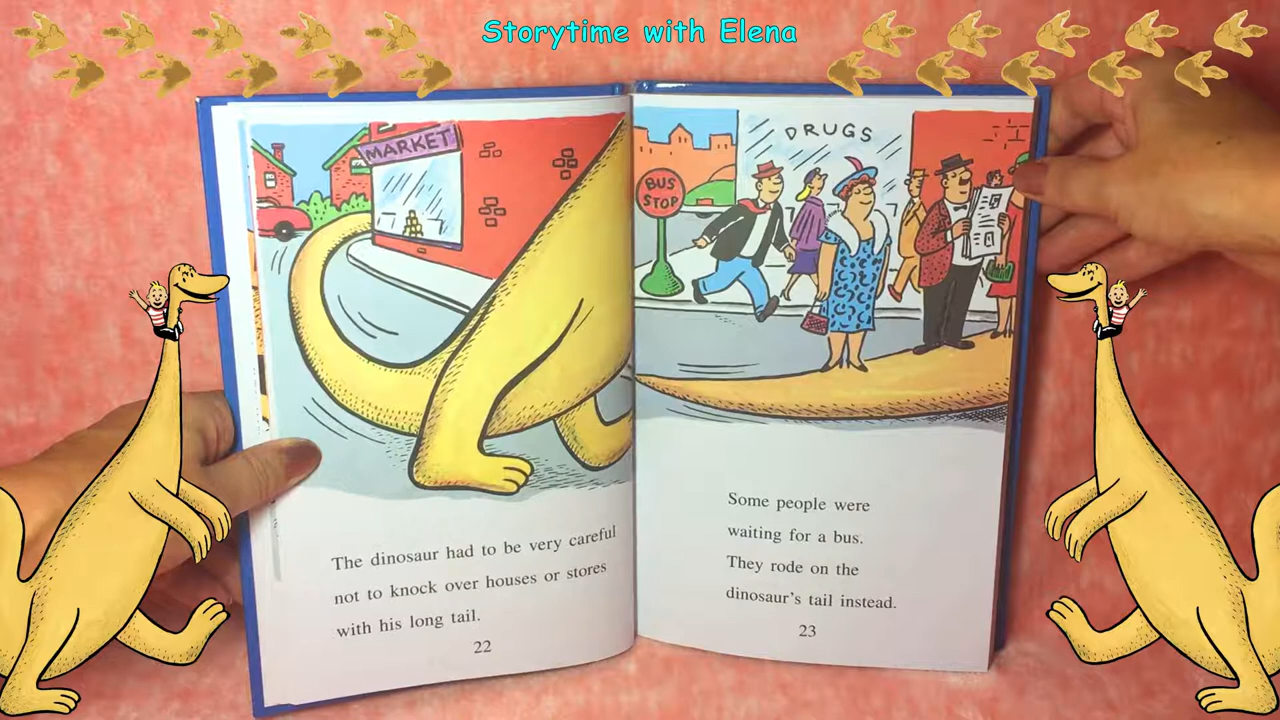 Storytime with Elena
MARKET
The dinosaur had to be very careful
not to knock over houses or stores
with his long tail.
22
DRUGS
BUS
STOP
Some people were
waiting for a bus.
They rode on the
dinosaur's tail instead.
23